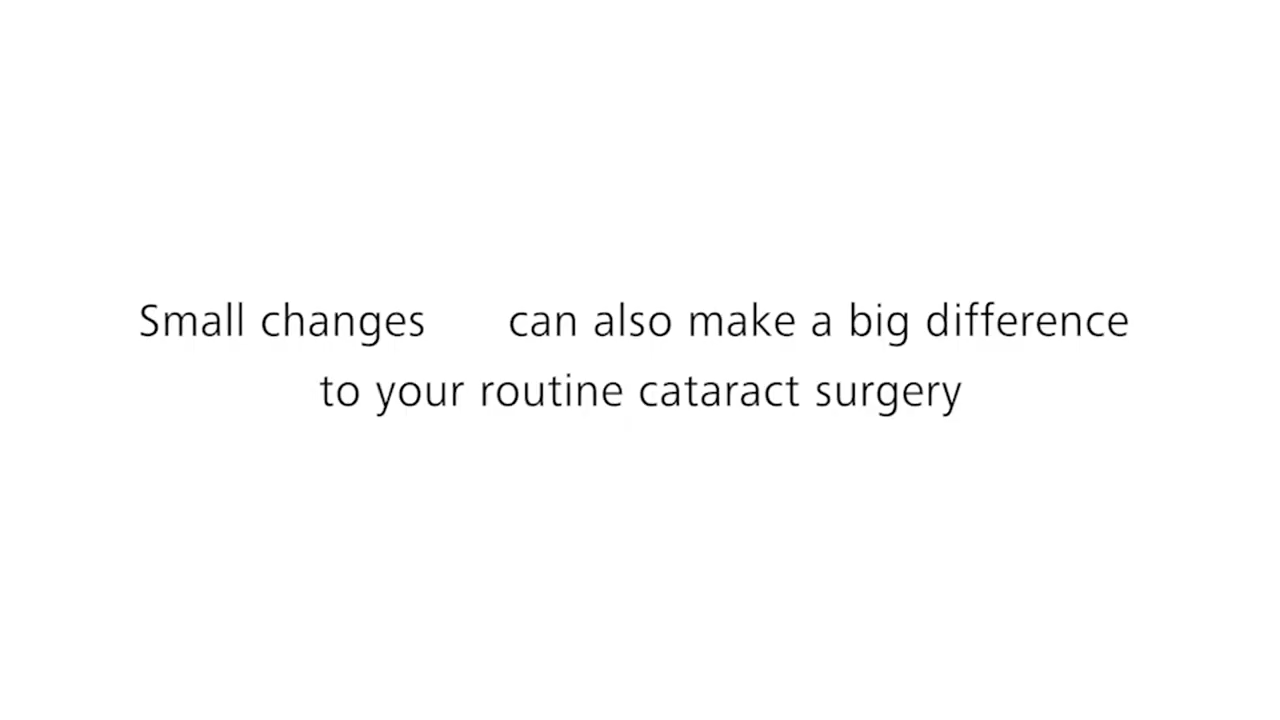 Small changes can also make a big difference
to your routine cataract surgery